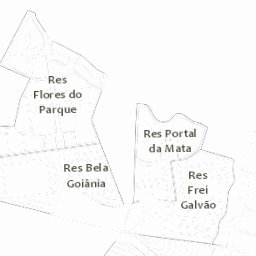 Res
Flores do
Parque
Res Portal
da Mata
Res Bela
Goiânia
Res
Frei
Galvão